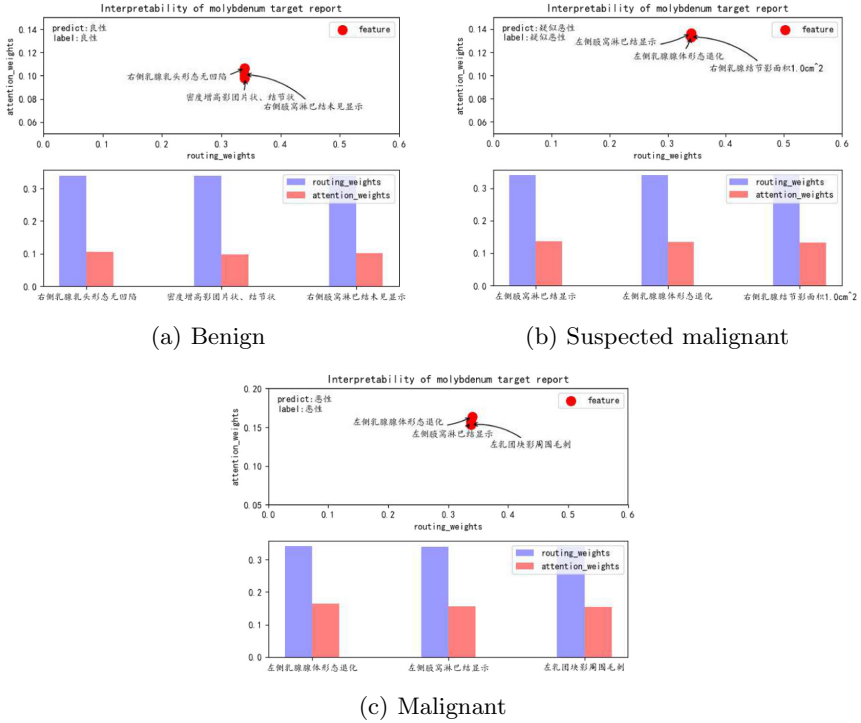 Interpretability of molybdenum target report
predict:良性
label:良性
feature
右侧乳腺乳头形态无凹陷
密度增高影团片状、结节状
右侧腋窝淋巴结未见显示
attention_weights
0.14
0.12
0.10
0.08
0.06
0.0 0.1 0.2 0.3 0.4 0.5 0.6
routing_weights
routing_weights
attention_weights
0.3
0.2
0.1
0.0
右侧乳腺乳头形态无凹陷 密度增高影团片状、结节状 右侧腋窝淋巴结未见显示
(a) Benign
Interpretability of molybdenum target report
predict:疑似恶性
label:疑似恶性
feature
左侧腋窝淋巴结显示
左侧乳腺腺体形态退化
右侧乳腺结节影面积1.0cm^2
attention_weights
0.14
0.12
0.10
0.08
0.06
0.0 0.1 0.2 0.3 0.4 0.5 0.6
routing_weights
routing_weights
attention_weights
0.3
0.2
0.1
0.0
左侧腋窝淋巴结显示 左侧乳腺腺体形态退化 右侧乳腺结节影面积1.0cm^2
(b) Suspected malignant
Interpretability of molybdenum target report
predict:恶性
label:恶性
feature
左侧乳腺腺体形态退化
左侧腋窝淋巴结显示
左乳团块影周围毛刺
attention_weights
0.20
0.15
0.10
0.05
0.0 0.1 0.2 0.3 0.4 0.5 0.6
routing_weights
routing_weights
attention_weights
0.3
0.2
0.1
0.0
左侧乳腺腺体形态退化 左侧腋窝淋巴结显示 左乳团块影周围毛刺
(c) Malignant